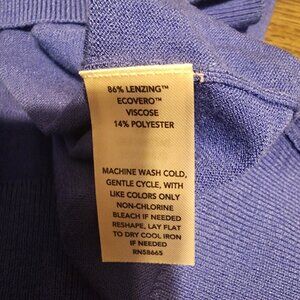 86% LENZING™
ECOVERO™
VISCOSE
14% POLYESTER
MACHINE WASH COLD,
GENTLE CYCLE, WITH
LIKE COLORS ONLY
NON-CHLORINE
BLEACH IF NEEDED
RESHAPE, LAY FLAT
TO DRY COOL IRON
IF NEEDED
RN58665